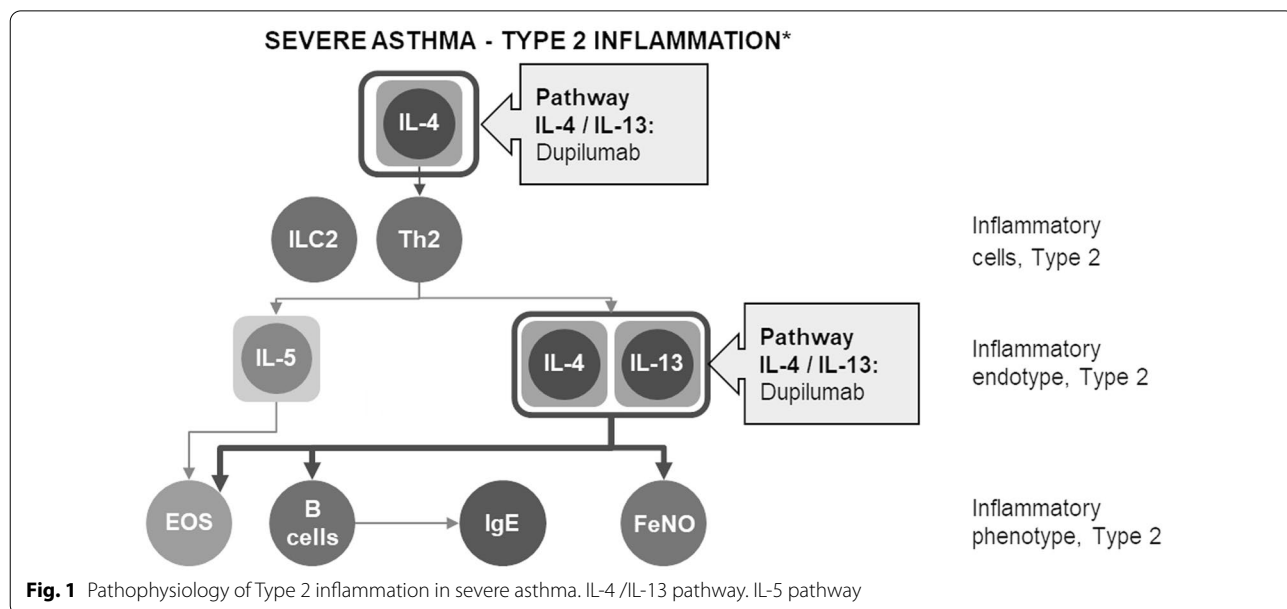 SEVERE ASTHMA - TYPE 2 INFLAMMATION*
IL-4
Pathway
IL-4 / IL-13:
Dupilumab
ILC2
Th2
Inflammatory
cells, Type 2
IL-5
IL-4
IL-13
Pathway
IL-4 / IL-13:
Dupilumab
Inflammatory
endotype, Type 2
EOS
B
cells
IgE
FeNO
Inflammatory
phenotype, Type 2
Fig. 1 Pathophysiology of Type 2 inflammation in severe asthma. IL-4 /IL-13 pathway. IL-5 pathway